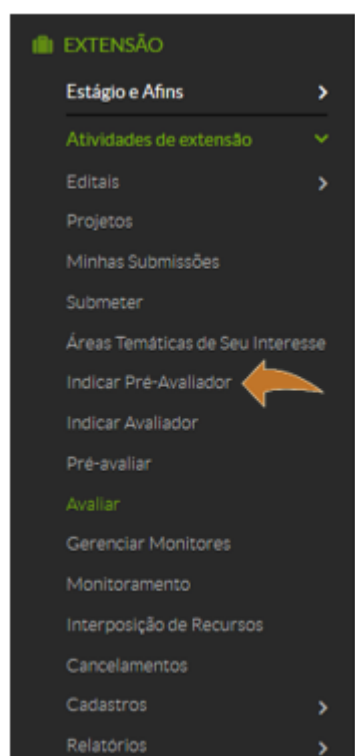 EXTENSÃO
Estágio e Afins
Atividades de extensão
Editais
Projetos
Minhas Submissões
Submeter
Áreas Temáticas de Seu Interesse
Indicar Pré-Avaliador
Indicar Avaliador
Pré-avaliar
Avaliar
Gerenciar Monitores
Monitoramento
Interposição de Recursos
Cancelamentos
Cadastros
Relatórios